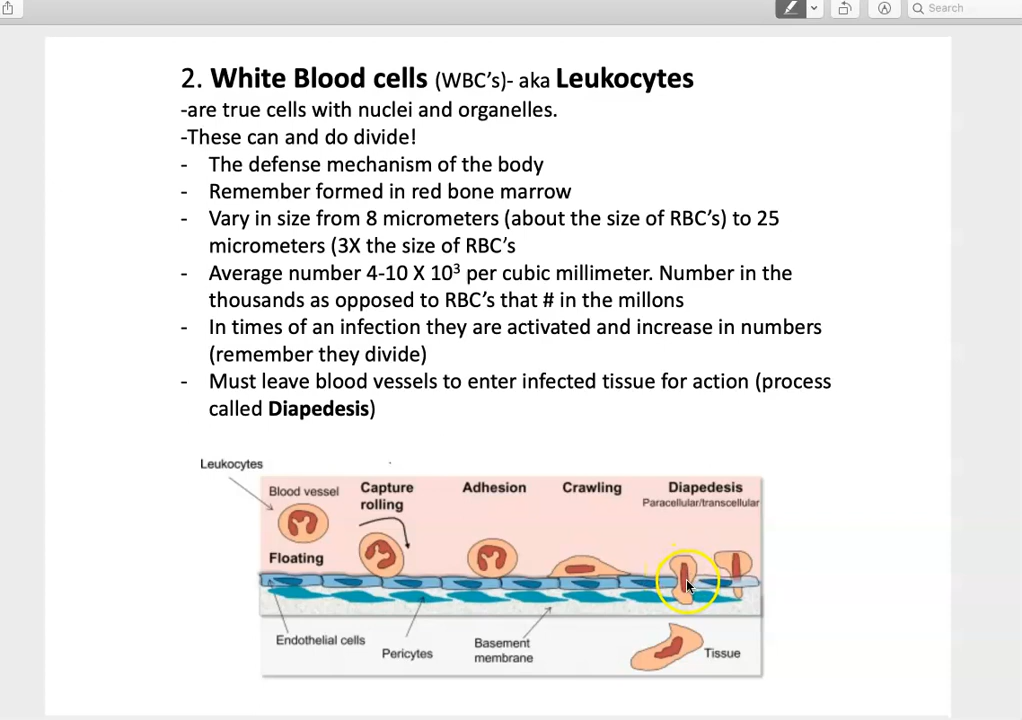 Search
2. White Blood cells (WBC's)- aka Leukocytes
-are true cells with nuclei and organelles.
-These can and do divide!
- The defense mechanism of the body
- Remember formed in red bone marrow
- Vary in size from 8 micrometers (about the size of RBC's) to 25
micrometers (3X the size of RBC's
- Average number 4-10 X 10³ per cubic millimeter. Number in the
thousands as opposed to RBC's that # in the millons
- In times of an infection they are activated and increase in numbers
(remember they divide)
- Must leave blood vessels to enter infected tissue for action (process
called Diapedesis)
Leukocytes
Blood vessel
Capture
rolling
Adhesion
Crawling
Diapedesis
Paracellular/transcellular
Floating
Endothelial cells
Pericytes
Basement
membrane
Tissue